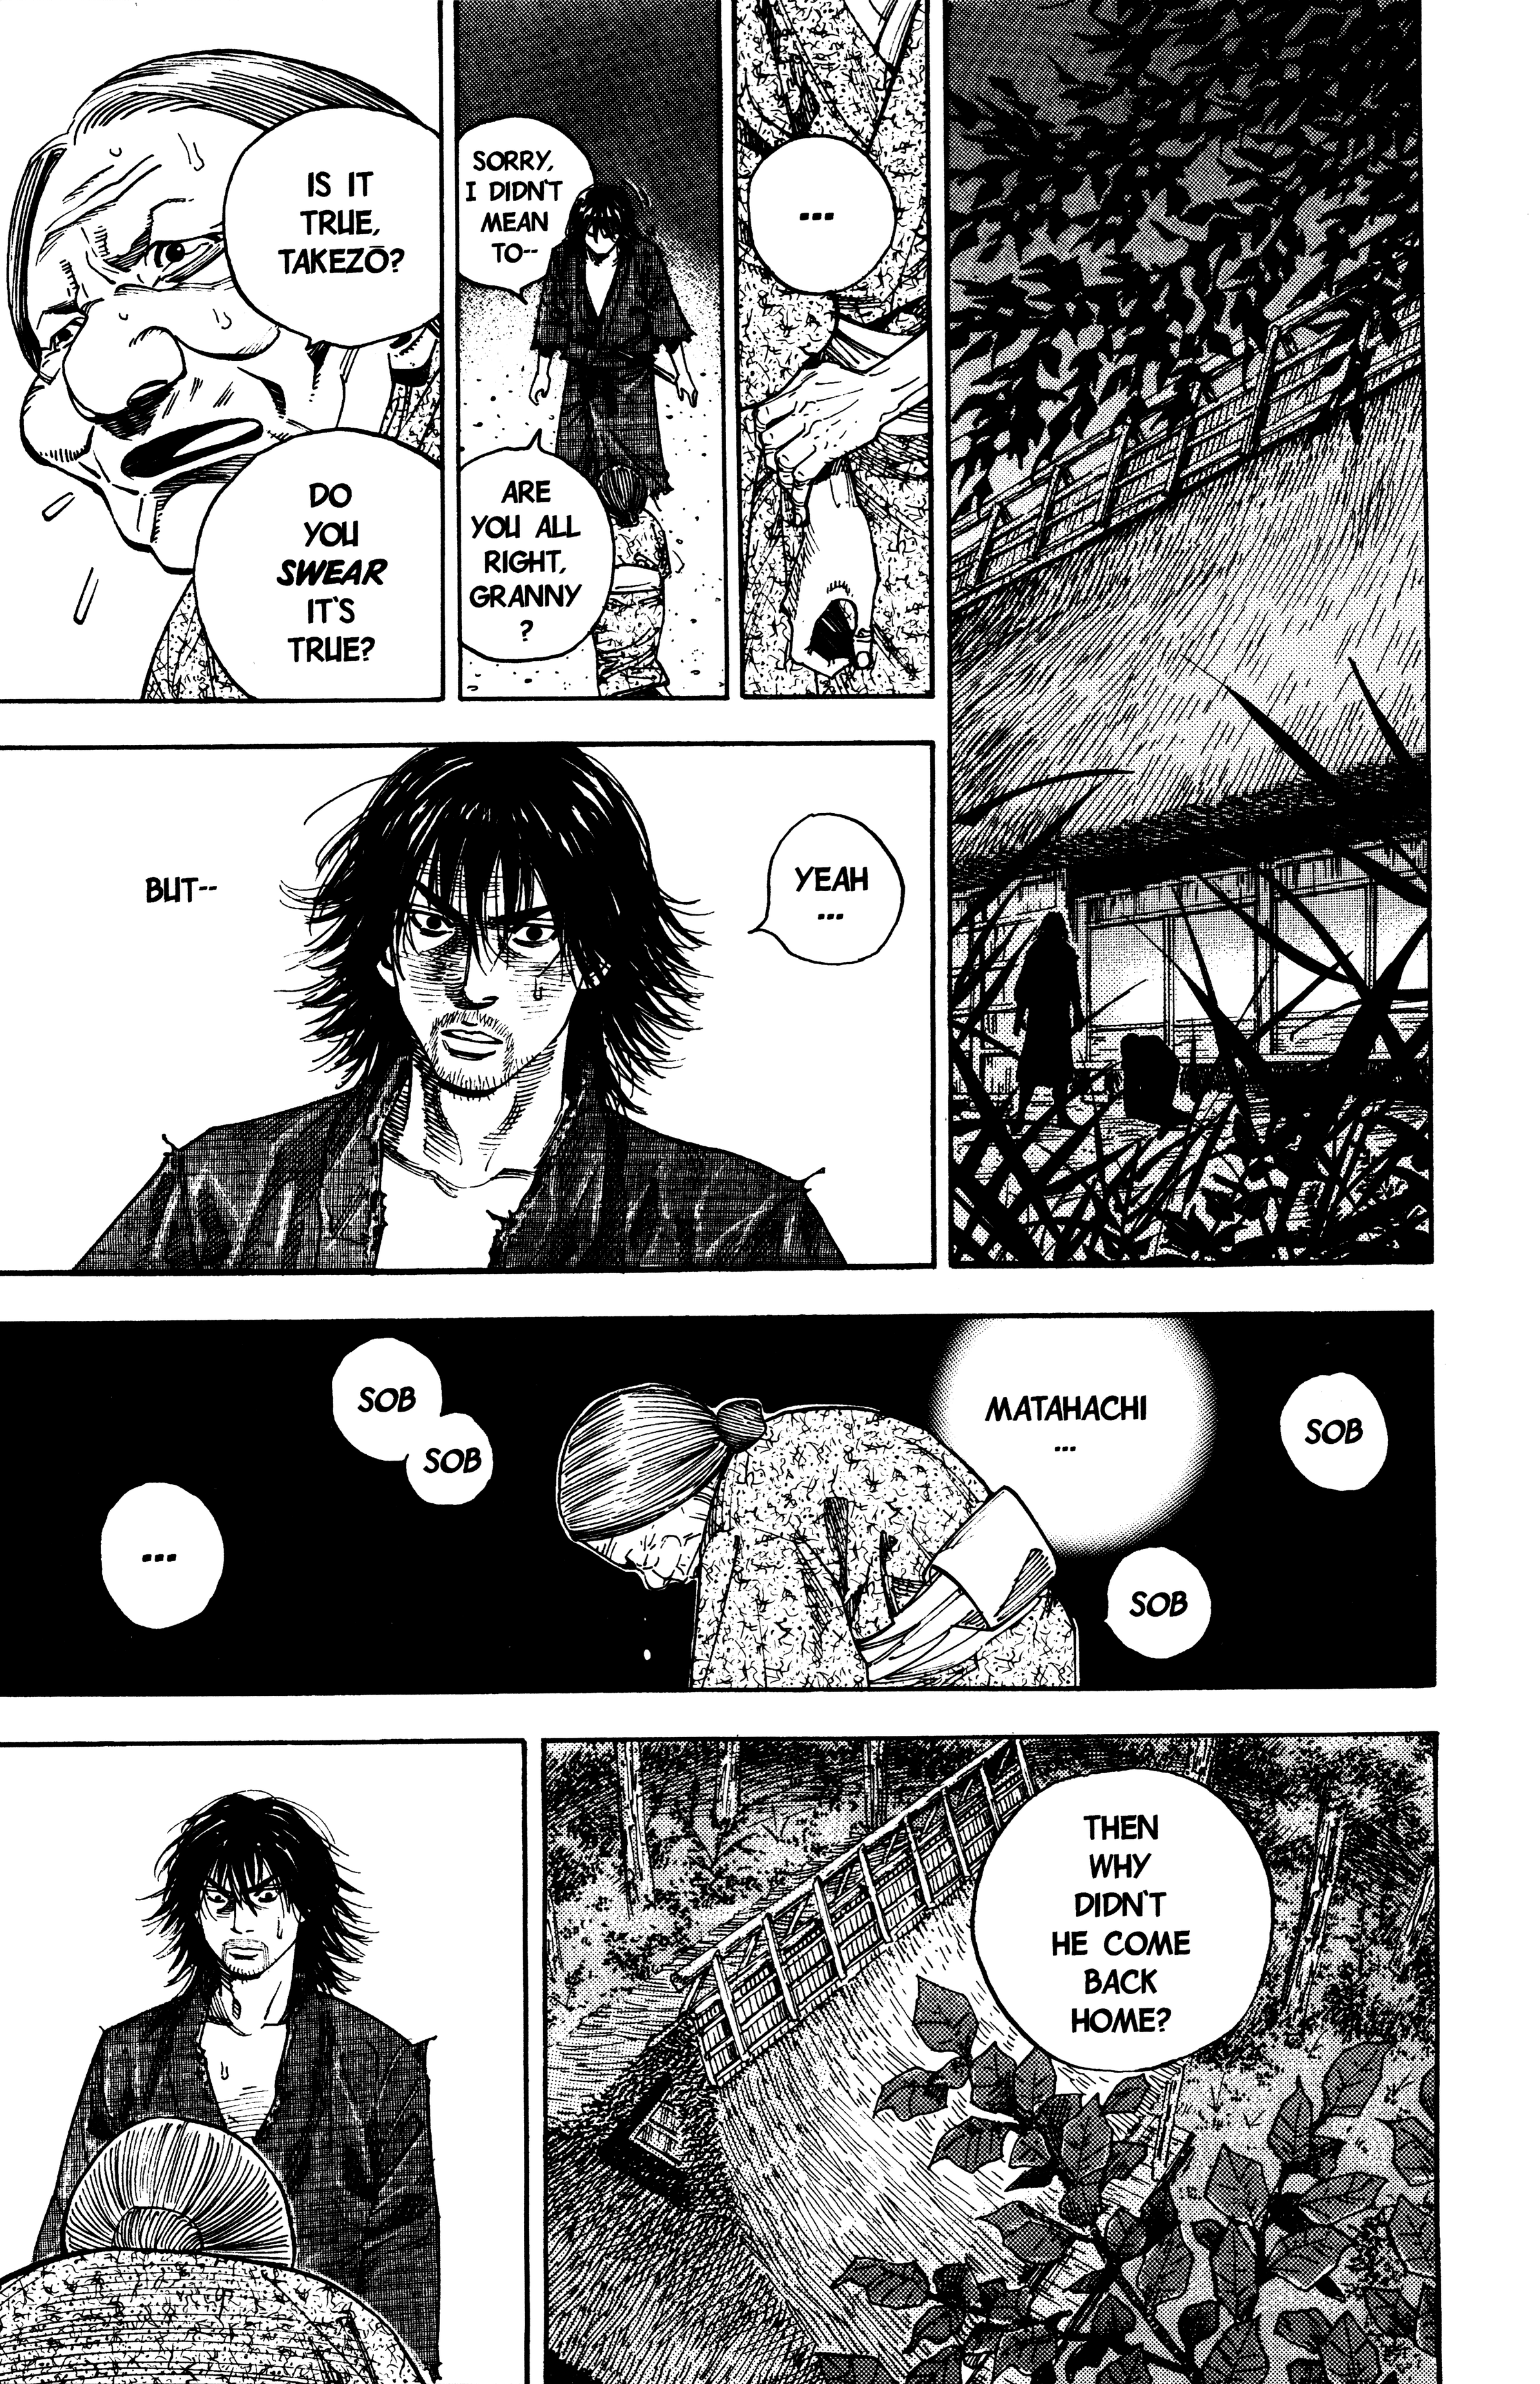 ...
SORRY,
I DIDN'T
MEAN
TO--
ARE
YOU ALL
RIGHT,
GRANNY
?
IS IT
TRUE,
TAKEZŌ?
DO
YOU
SWEAR
IT'S
TRUE?
YEAH
...
BUT--
SOB
MATAHACHI
...
SOB
SOB
SOB
...
THEN
WHY
DIDN'T
HE COME
BACK
HOME?